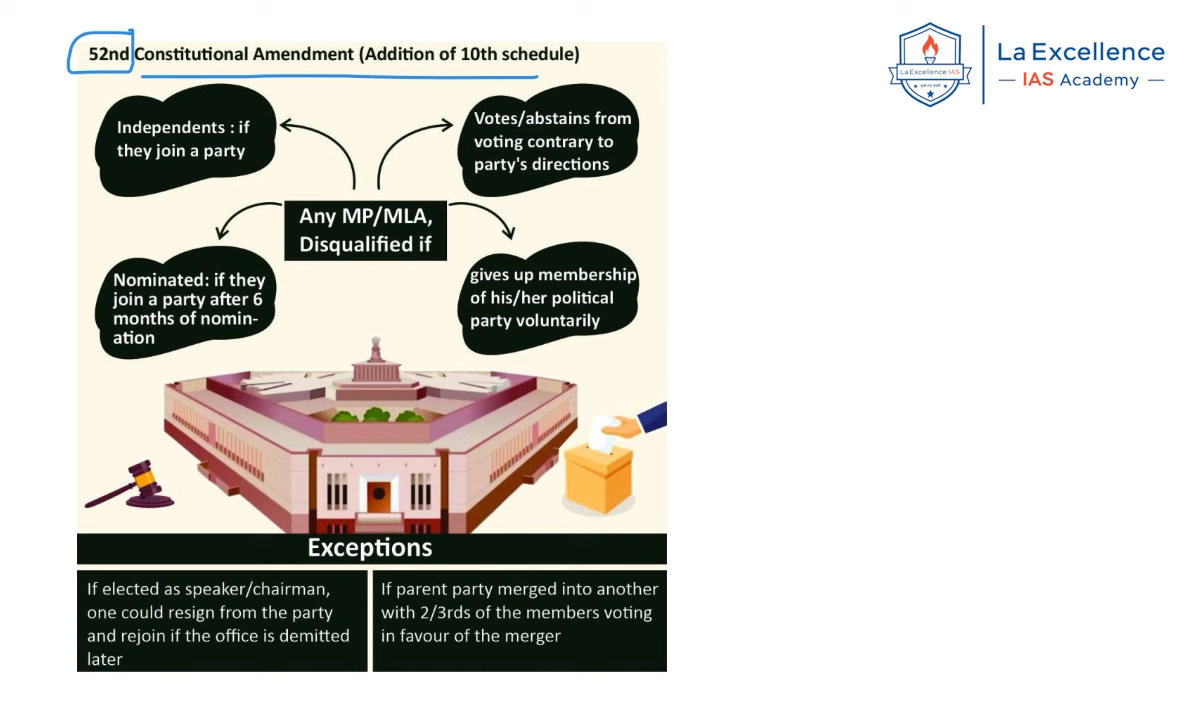 52nd Constitutional Amendment (Addition of 10th schedule)
La Excellence
IAS Academy
La Excellence IAS
Independents : if
they join a party
Votes/abstains from
voting contrary to
party's directions
Any MP/MLA,
Disqualified if
Nominated: if they
join a party after 6
months of nomin-
ation
gives up membership
of his/her political
party voluntarily
Exceptions
If elected as speaker/chairman,
one could resign from the party
and rejoin if the office is demitted
later
If parent party merged into another
with 2/3rds of the members voting
in favour of the merger